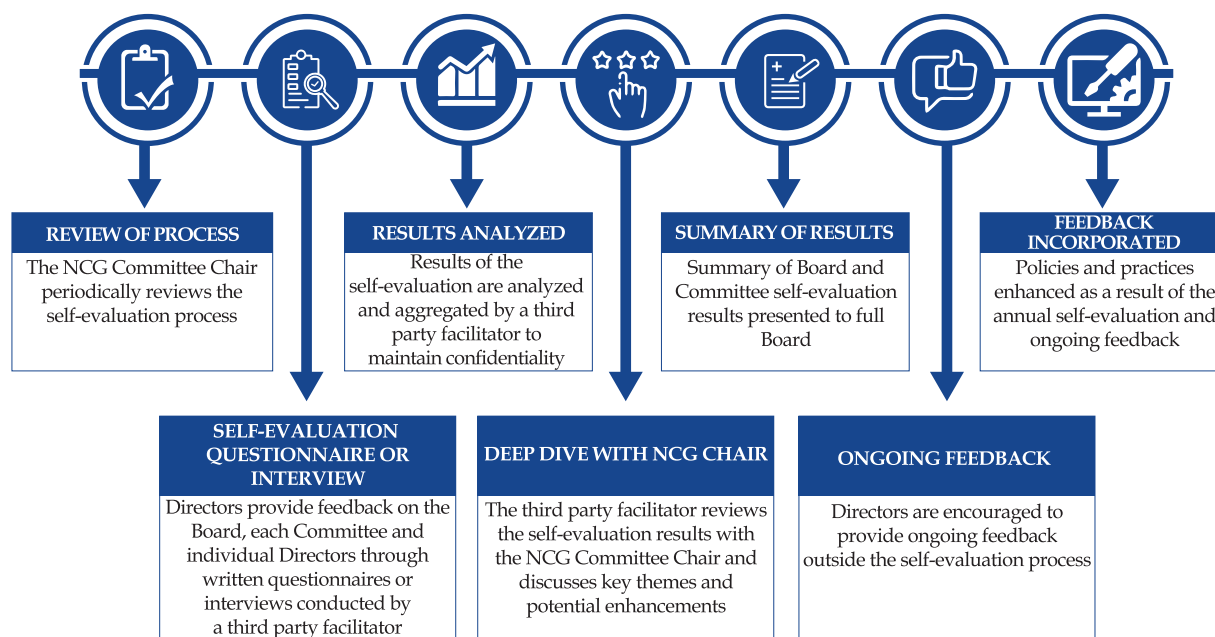 REVIEW OF PROCESS
The NCG Committee Chair
periodically reviews the
self-evaluation process
SELF-EVALUATION
QUESTIONNAIRE OR
INTERVIEW
Directors provide feedback on the
Board, each Committee and
individual Directors through
written questionnaires or
interviews conducted by
a third party facilitator
RESULTS ANALYZED
Results of the
self-evaluation are analyzed
and aggregated by a third
party facilitator to
maintain confidentiality
DEEP DIVE WITH NCG CHAIR
The third party facilitator reviews
the self-evaluation results with
the NCG Committee Chair and
discusses key themes and
potential enhancements
SUMMARY OF RESULTS
Summary of Board and
Committee self-evaluation
results presented to full
Board
ONGOING FEEDBACK
Directors are encouraged to
provide ongoing feedback
outside the self-evaluation process
FEEDBACK
INCORPORATED
Policies and practices
enhanced as a result of the
annual self-evaluation and
ongoing feedback